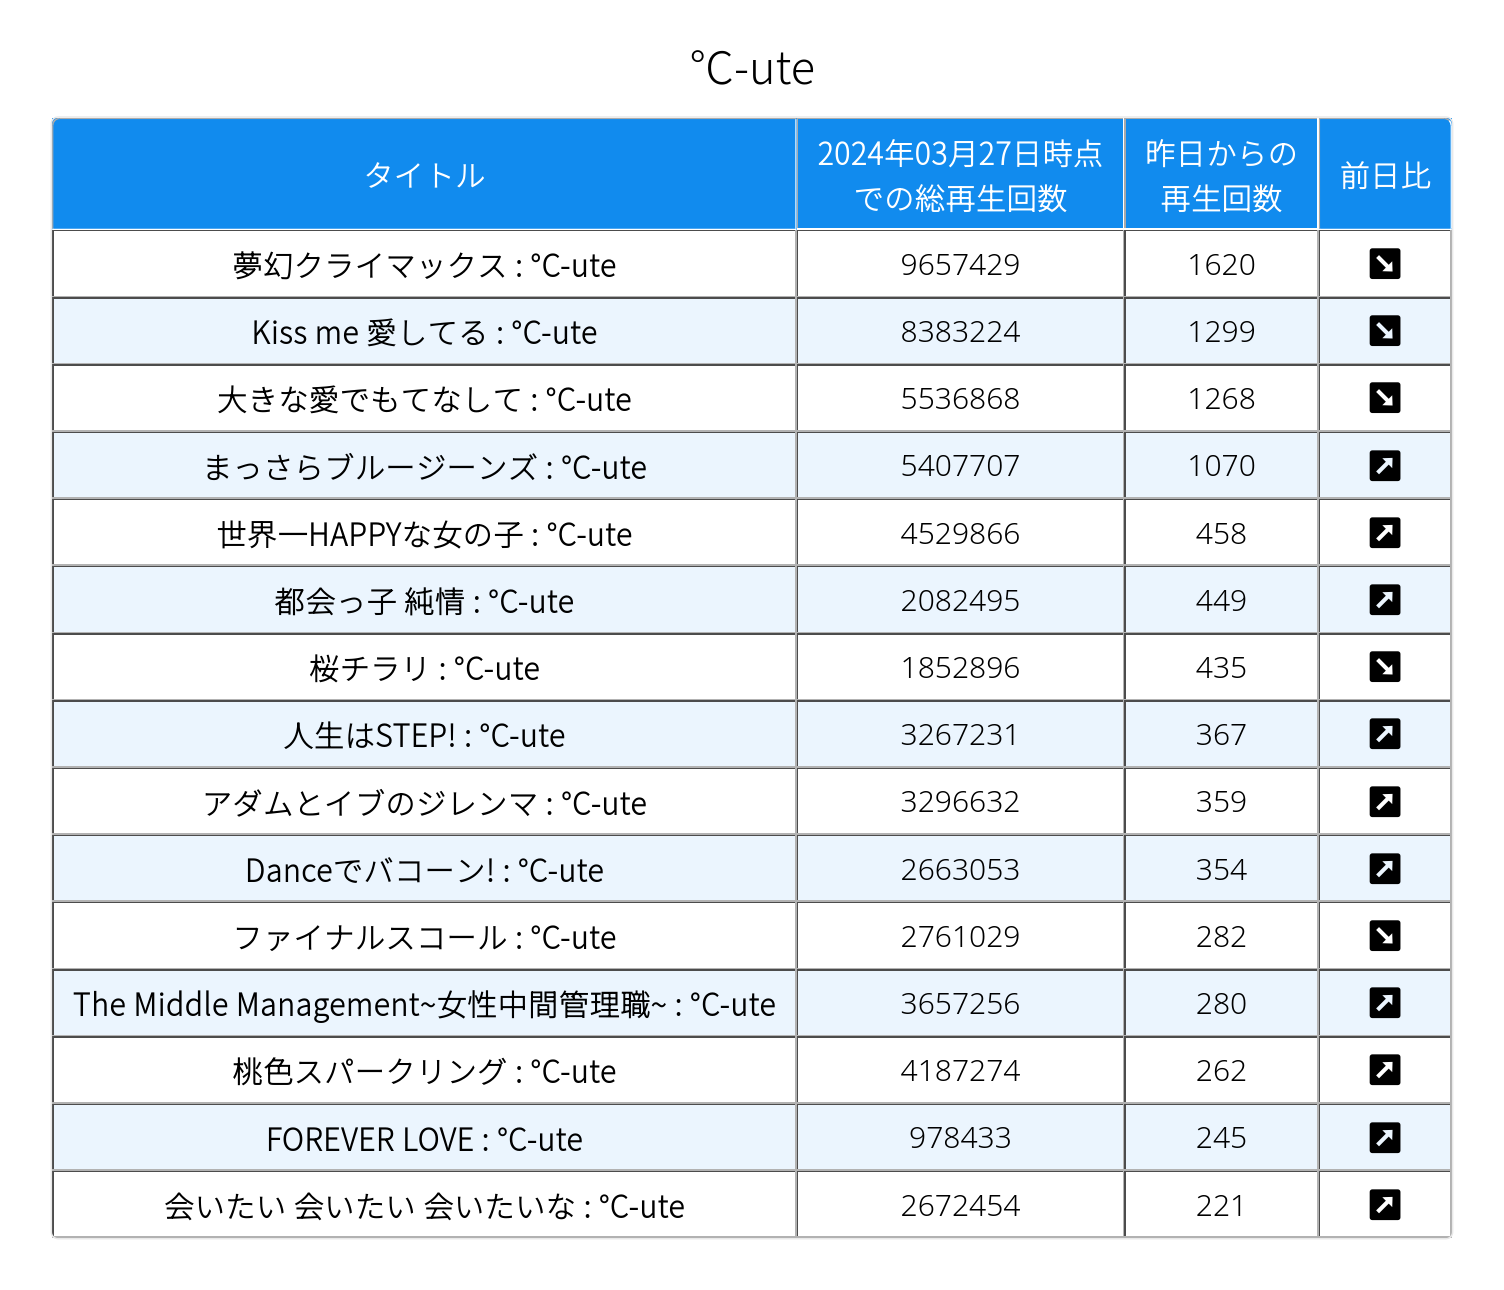 ℃-ute
タイトル
2024年03月27日時点
での総再生回数
昨日からの
再生回数
前日比
夢幻クライマックス : ℃-ute 9657429 1620
Kiss me 愛してる : ℃-ute 8383224 1299
大きな愛でもてなして : ℃-ute 5536868 1268
まっさらブルージーンズ : ℃-ute 5407707 1070
世界一HAPPYな女の子 : ℃-ute 4529866 458
都会っ子 純情 : ℃-ute 2082495 449
桜チラリ : ℃-ute 1852896 435
人生はSTEP! : ℃-ute 3267231 367
アダムとイブのジレンマ : ℃-ute 3296632 359
Danceでバコーン! : ℃-ute 2663053 354
ファイナルスコール : ℃-ute 2761029 282
The Middle Management~女性中間管理職~ : ℃-ute 3657256 280
桃色スパークリング : ℃-ute 4187274 262
FOREVER LOVE : ℃-ute 978433 245
会いたい 会いたい 会いたいな : ℃-ute 2672454 221